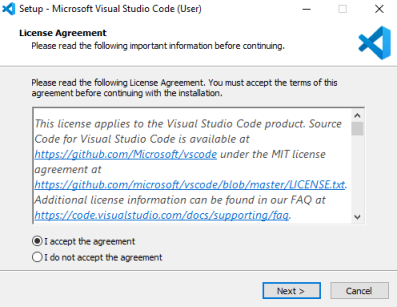 Setup - Microsoft Visual Studio Code (User)
License Agreement
Please read the following important information before continuing.
Please read the following License Agreement. You must accept the terms of this
agreement before continuing with the installation.
This license applies to the Visual Studio Code product. Source
Code for Visual Studio Code is available at
https://github.com/Microsoft/vscode under the MIT license
agreement at
https://github.com/microsoft/vscode/blob/master/LICENSE.txt.
Additional license information can be found in our FAQ at
https://code.visualstudio.com/docs/supporting/faq.
I accept the agreement
I do not accept the agreement
Next >
Cancel